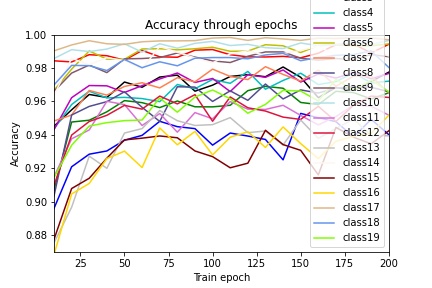 Accuracy through epochs
1.00
0.98
0.96
0.94
0.92
0.90
0.88
Accuracy
25
50
75
100
125
150
175
200
Train epoch
class4
class5
class6
class7
class8
class10
class11
class12
class13
class14
class15
class16
class17
class18
class19